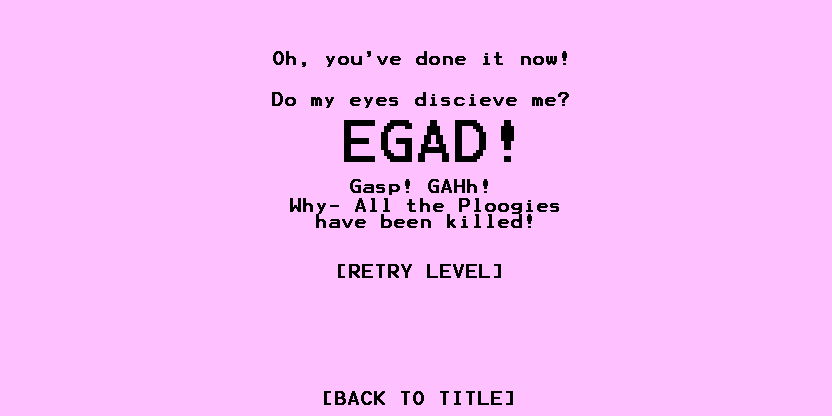 Oh, you've done it now!
Do my eyes discieve me?
EGAD!
Gasp! GAHh!
Why- All the Ploogies
have been killed!
[RETRY LEVEL]
[BACK TO TITLE]